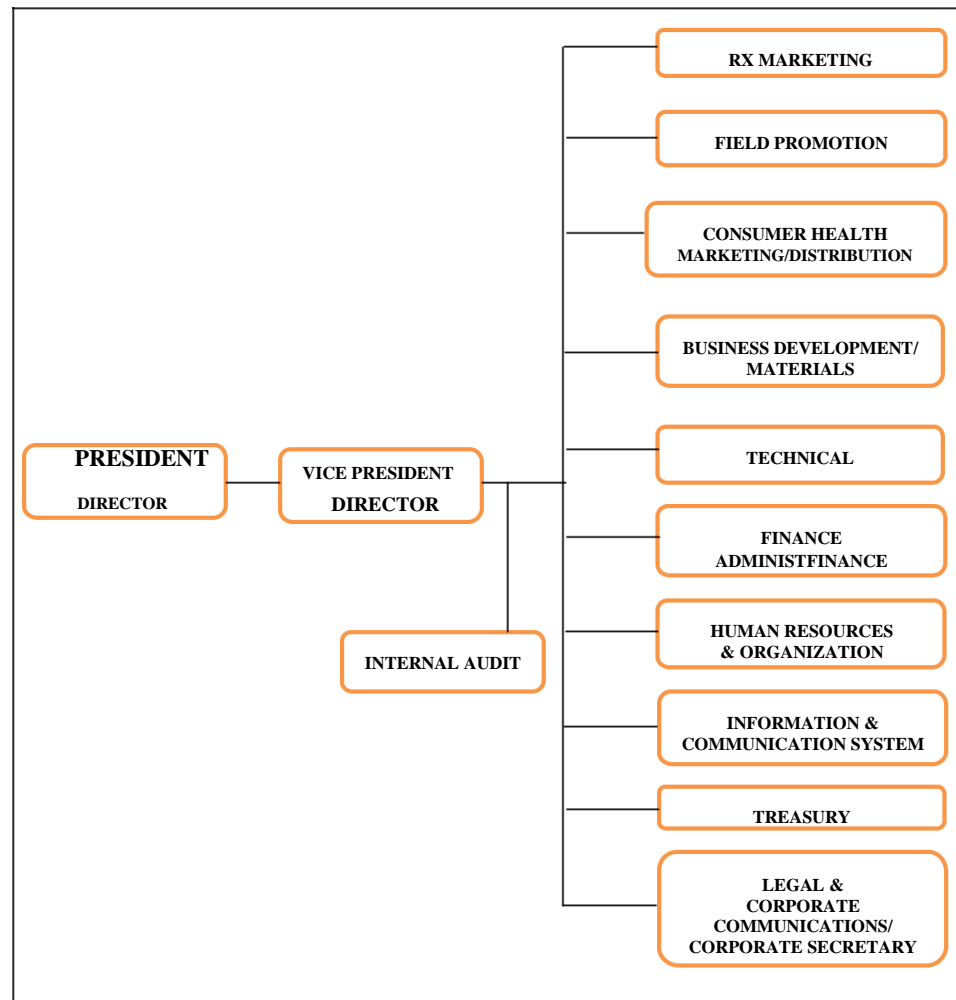 RX MARKETING
FIELD PROMOTION
CONSUMER HEALTH
MARKETING/DISTRIBUTION
BUSINESS DEVELOPMENT/
MATERIALS
PRESIDENT
DIRECTOR
VICE PRESIDENT
DIRECTOR
TECHNICAL
FINANCE
ADMINISTFINANCE
INTERNAL AUDIT
HUMAN RESOURCES
& ORGANIZATION
INFORMATION &
COMMUNICATION SYSTEM
TREASURY
LEGAL &
CORPORATE
COMMUNICATIONS/
CORPORATE SECRETARY